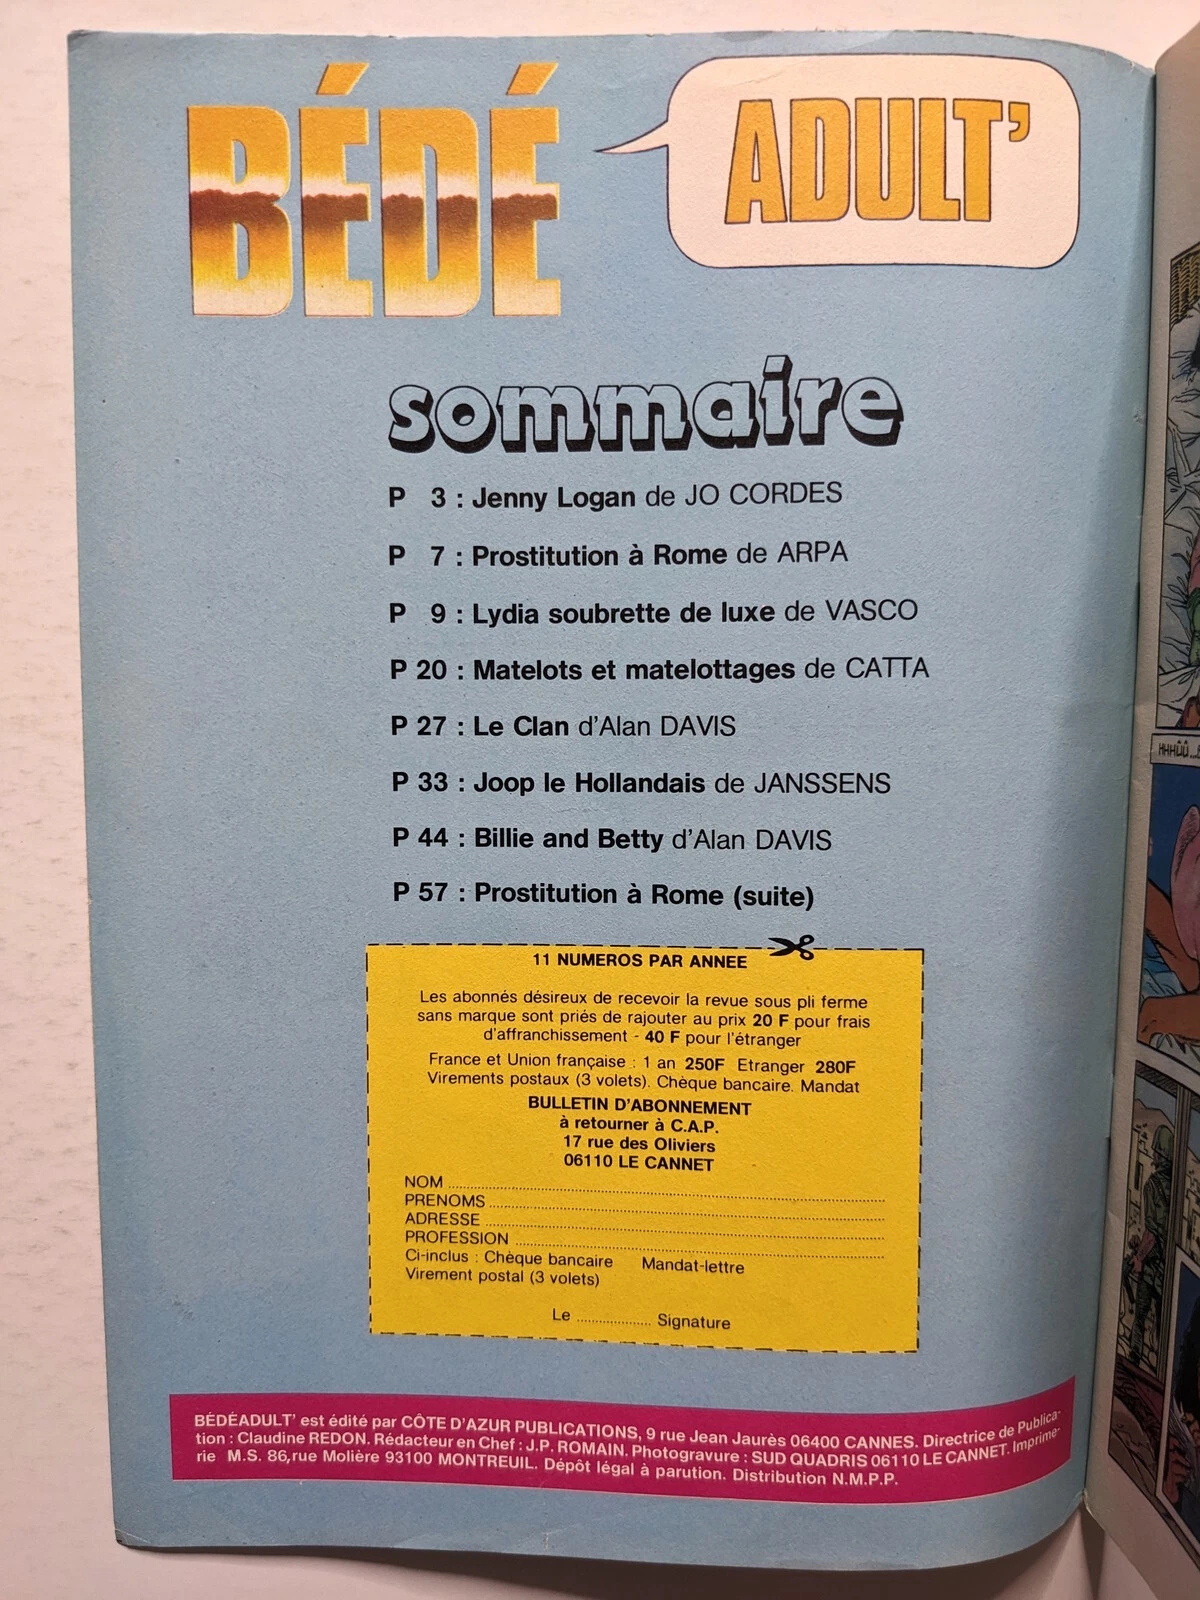 BÉDÉ
ADULT'
sommaire
P 3 : Jenny Logan de JO CORDES
P 7 : Prostitution à Rome de ARPA
P 9 : Lydia soubrette de luxe de VASCO
P 20 : Matelots et matelottages de CATTA
P 27 : Le Clan d'Alan DAVIS
P 33 : Joop le Hollandais de JANSSENS
P 44 : Billie and Betty d'Alan DAVIS
P 57 : Prostitution à Rome (suite)
11 NUMEROS PAR ANNEE
Les abonnés désireux de recevoir la revue sous pli ferme
sans marque sont priés de rajouter au prix 20 F pour frais
d'affranchissement - 40 F pour l'étranger
France et Union française : 1 an 250F Etranger 280F
Virements postaux (3 volets). Chèque bancaire. Mandat
BULLETIN D'ABONNEMENT
à retourner à C.A.P.
17 rue des Oliviers
06110 LE CANNET
NOM
PRENOMS
ADRESSE
PROFESSION
Ci-inclus : Chèque bancaire Mandat-lettre
Virement postal (3 volets)
Le ........ Signature
BÉDÉADULT' est édité par CÔTE D'AZUR PUBLICATIONS, 9 rue Jean Jaurès 06400 CANNES. Directrice de Publica-
tion : Claudine REDON. Rédacteur en Chef : J.P. ROMAIN. Photogravure : SUD QUADRIS 06110 LE CANNET. Imprime-
rie M.S. 86, rue Molière 93100 MONTREUIL. Dépôt légal à parution. Distribution N.M.P.P.